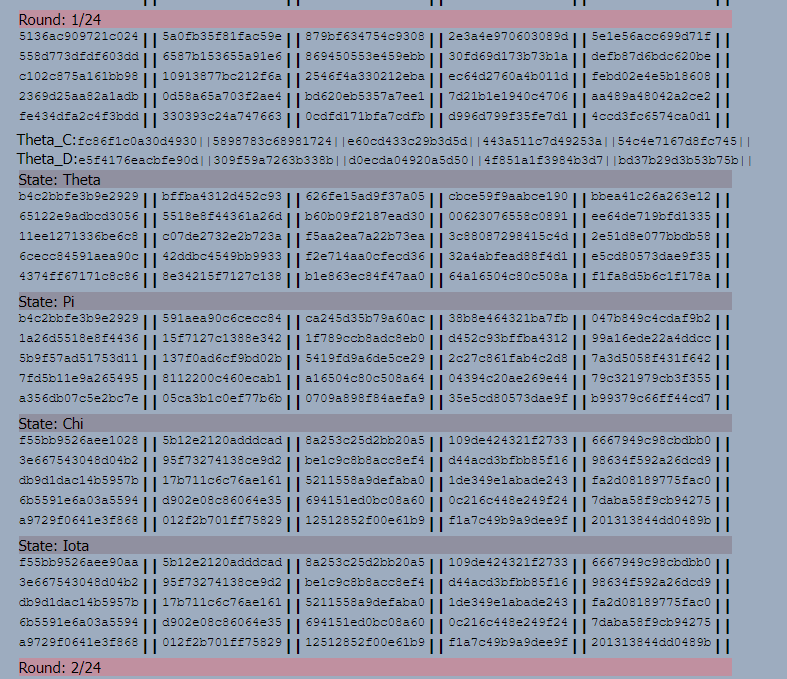 Round: 1/24
5136ac909721c024||5a0fb35f81fac59e||879bf634754c9308||2e3a4e970603089d||5e1e56acc699d71f||
558d773dfdf603dd||6587b153655a91e6||869450553e459ebb||30fd69d173b73b1a||defb87d6bdc620be||
c102c875a161bb98||10913877bc212f6a||2546f4a330212eba||ec64d2760a4b011d||febd02e4e5b18608||
2369d25aa82a1adb||0d58a65a703f2ae4||bd620eb5357a7ee1||7d21b1e1940c4706||aa489a48042a2ce2||
fe434dfa2c4f3bdd||330393c24a747663||0cdfd171bfa7cdfb||d996d799f35fe7d1||4ccd3fc6574ca0d1||
Theta_C:fc86f1c0a30d4930||5898783c68981724||e60cd433c29b3d5d||443a511c7d49253a||54c4e7167d8fc745||
Theta_D:e5f4176eacbfe90d||309f59a7263b338b||d0ecda04920a5d50||4f851a1f3984b3d7||bd37b29d3b53b75b||
State: Theta
b4c2bbfe3b9e2929||bffba4312d452c93||626fe15ad9f37a05||cbce59f9aabce190||bbea41c26a263e12||
65122e9adbcd3056||5518e8f44361a26d||b60b09f2187ead30||00623076558c0891||ee64de719bfd1335||
11ee1271336be6c8||c07de2732e2b723a||f5aa2ea7a22b73ea||3c88087298415c4d||2e51d8e077bbdb58||
6cecc84591aea90c||42ddbc4549bb9933||f2e714aa0cfecd36||32a4abfead88f4d1||e5cd80573dae9f35||
4374ff67171c8c86||8e34215f7127c138||b1e863ec84f47aa0||64a16504c80c508a||f1fa8d5b6c1f178a||
State: Pi
b4c2bbfe3b9e2929||591aea90c6cecc84||ca245d35b79a60ac||38b8e464321ba7fb||047b849c4cdaf9b2||
1a26d5518e8f4436||15f7127c1388e342||1f789ccb8adc8eb0||d452c93bffba4312||99a16ede22a4ddcc||
5b9f57ad51753d11||137f0ad6cf9bd02b||5419fd9a6de5ce29||2c27c861fab4c2d8||7a3d5058f431f642||
7fd5b11e9a265495||8112200c460ecab1||a16504c80c508a64||04394c20ae269e44||79c321979cb3f355||
a356db07c5e2bc7e||05ca3b1c0ef77b6b||0709a898f84aefa9||35e5cd80573dae9f||b99379c66ff44cd7||
State: Chi
f55bb9526aee1028||5b12e2120adddcad||8a253c25d2bb20a5||109de424321f2733||6667949c98cbdbb0||
3e667543048d04b2||95f73274138ce9d2||be1c9c8b8acc8ef4||d44acd3bfbb85f16||98634f592a26dcd9||
db9d1dac14b5957b||17b711c6c76ae161||5211558a9defaba0||1de349e1abade243||fa2d08189775fac0||
6b5591e6a03a5594||d902e08c86064e35||694151ed0bc08a60||0c216c448e249f24||7daba58f9cb94275||
a9729f0641e3f868||012f2b701ff75829||12512852f00e61b9||f1a7c49b9a9dee9f||201313844dd0489b||
State: Iota
f55bb9526aee90aa||5b12e2120adddcad||8a253c25d2bb20a5||109de424321f2733||6667949c98cbdbb0||
3e667543048d04b2||95f73274138ce9d2||be1c9c8b8acc8ef4||d44acd3bfbb85f16||98634f592a26dcd9||
db9d1dac14b5957b||17b711c6c76ae161||5211558a9defaba0||1de349e1abade243||fa2d08189775fac0||
6b5591e6a03a5594||d902e08c86064e35||694151ed0bc08a60||0c216c448e249f24||7daba58f9cb94275||
a9729f0641e3f868||012f2b701ff75829||12512852f00e61b9||f1a7c49b9a9dee9f||201313844dd0489b||
Round: 2/24